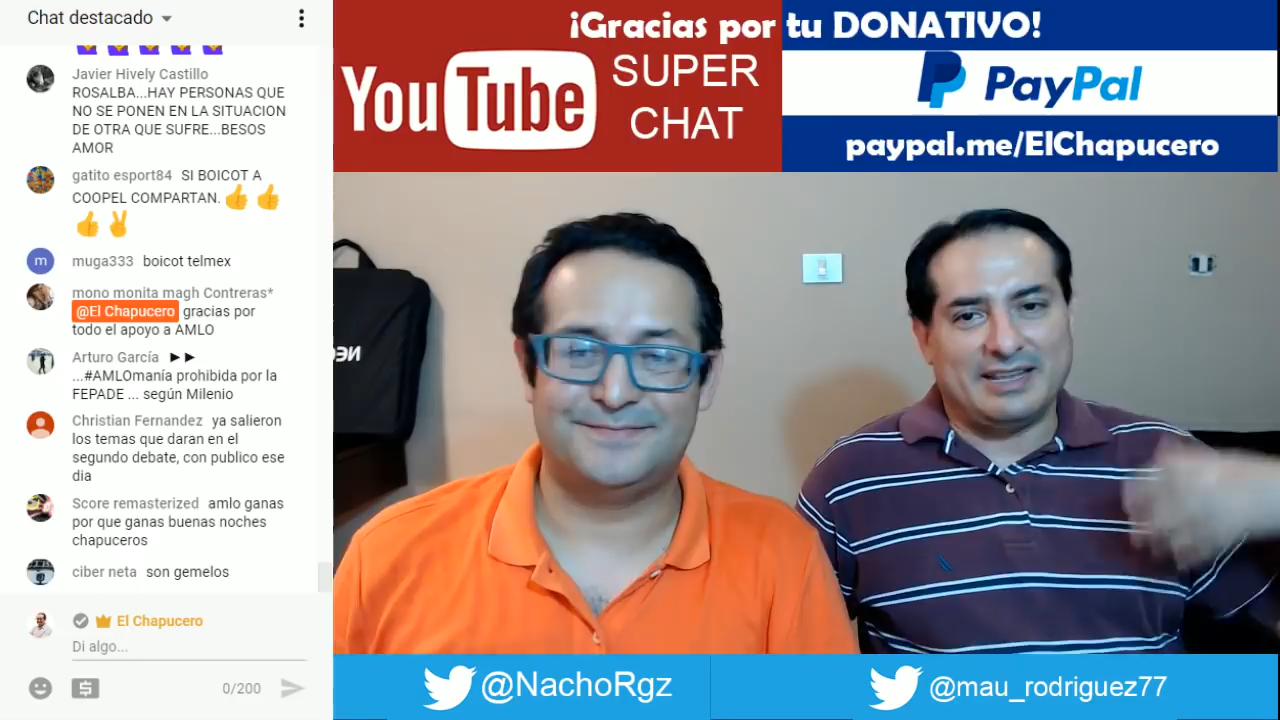 Chat destacado
Javier Hively Castillo
ROSALBA...HAY PERSONAS QUE
NO SE PONEN EN LA SITUACION
DE OTRA QUE SUFRE...BESOS
AMOR
gatito esport84 SI BOICOT A
COOPEL COMPARTAN. 👍👍
👍✌
m muga333 boicot telmex
mono monita magh Contreras*
@El Chapucero gracias por
todo el apoyo a AMLO
Arturo García ►►
...#AMLOmanía prohibida por la
FEPADE ... según Milenio
Christian Fernandez ya salieron
los temas que daran en el
segundo debate, con publico ese
dia
Score remasterized amlo ganas
por que ganas buenas noches
chapuceros
ciber neta son gemelos
El Chapucero
Di algo...
0/200
¡Gracias por tu DONATIVO!
YouTube
SUPER
CHAT
PayPal
paypal.me/ElChapucero
@NachoRgz
@mau_rodriguez77